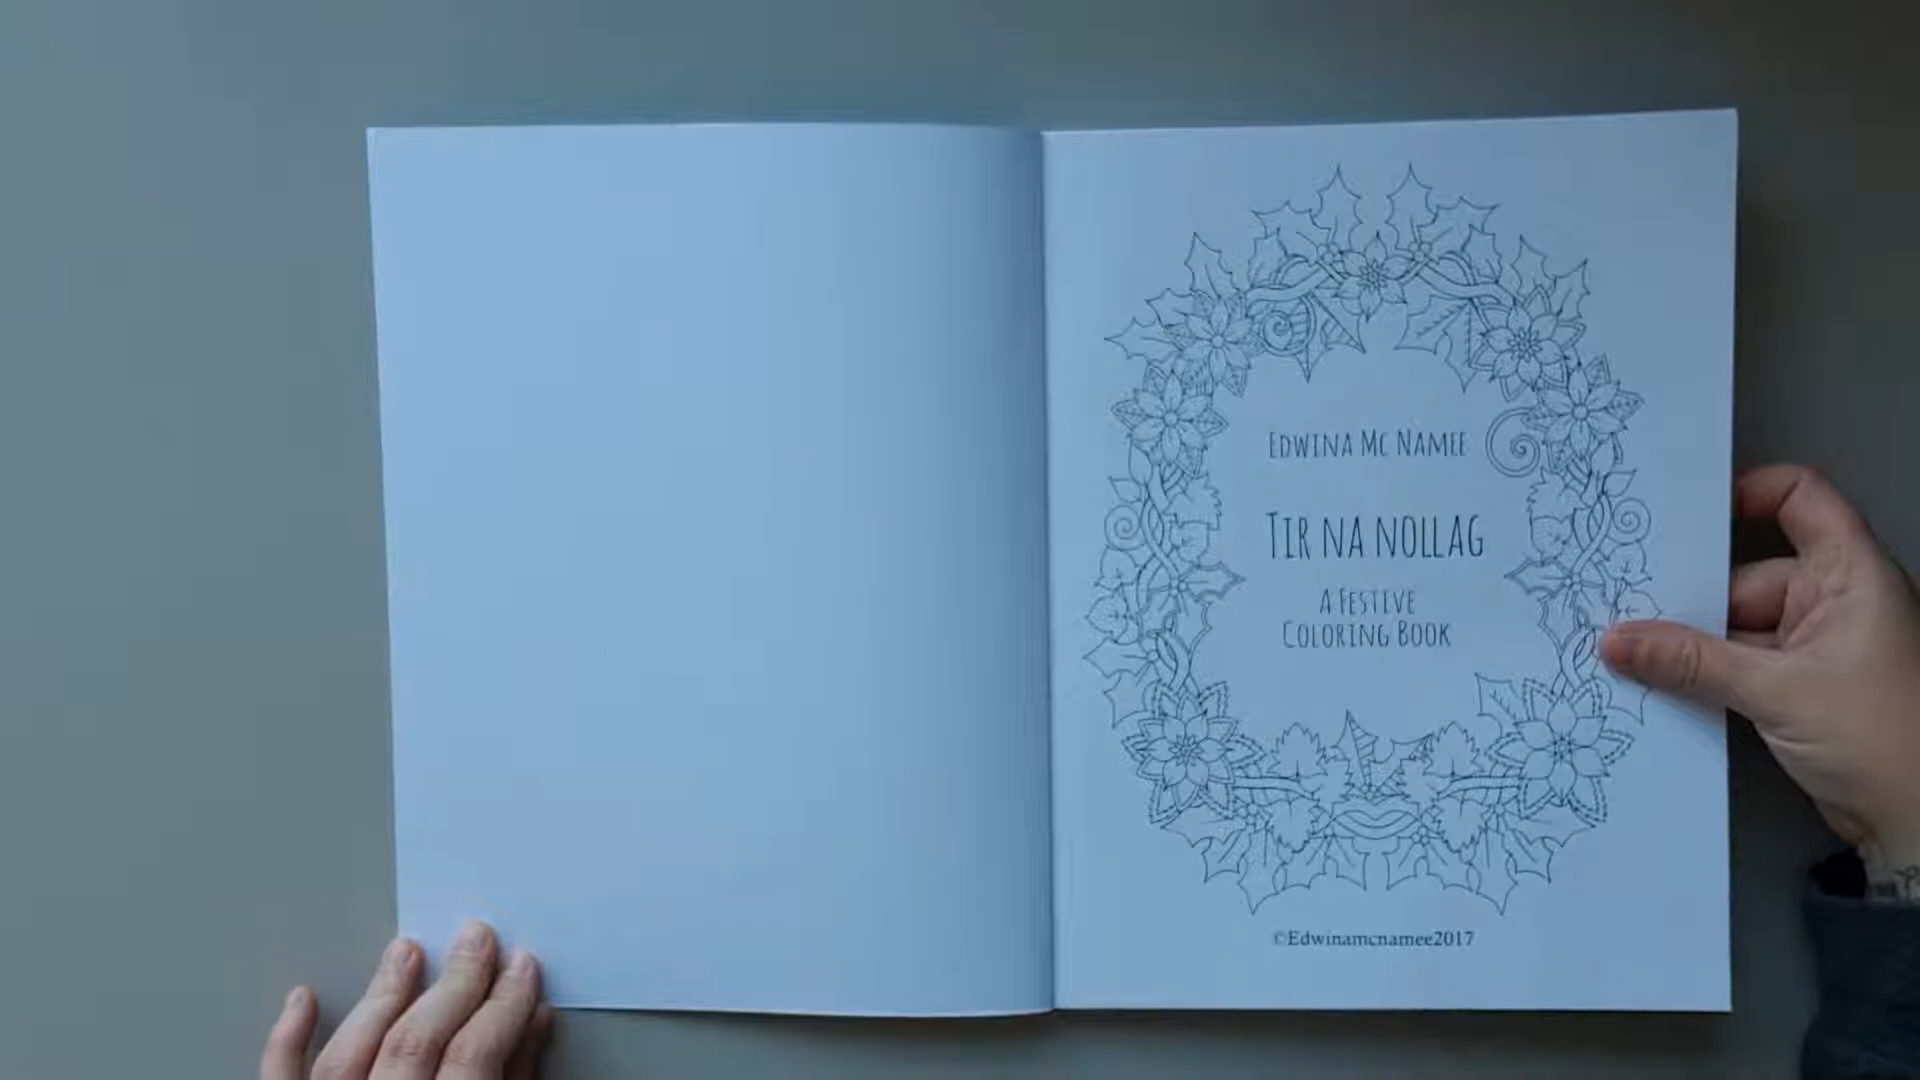 EDWINA MC NAMEE
TIR NA NOLLAG
A FESTIVE
COLORING BOOK
©Edwinamcnamee2017